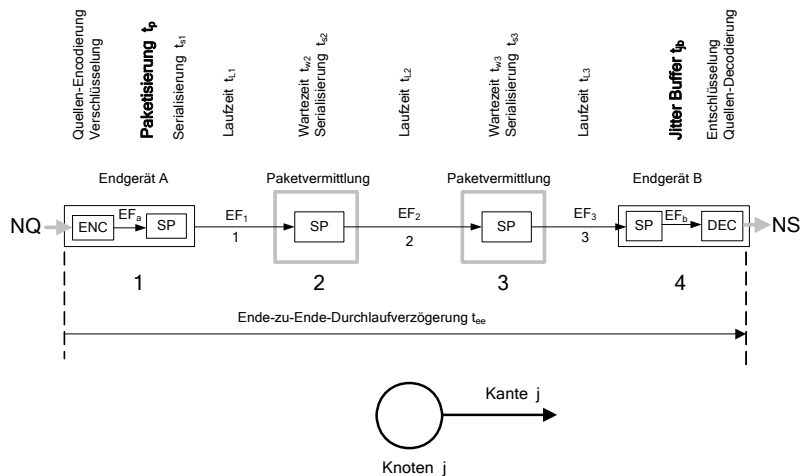 Quellen-Encodierung
Verschlüsselung
Paketisierung tp
Serialisierung ts1
Laufzeit tL1
Wartezeit tw2
Serialisierung ts2
Laufzeit tL2
Wartezeit tw3
Serialisierung ts3
Laufzeit tL3
Jitter Buffer tjb
Entschlüsselung
Quellen-Decodierung
Endgerät A
Paketvermittlung
Paketvermittlung
Endgerät B
NQ
ENC
EFa
SP
EF1
1
SP
EF2
2
SP
EF3
3
SP
EFb
DEC
NS
1
2
3
4
Ende-zu-Ende-Durchlaufverzögerung tee
Kante j
Knoten j